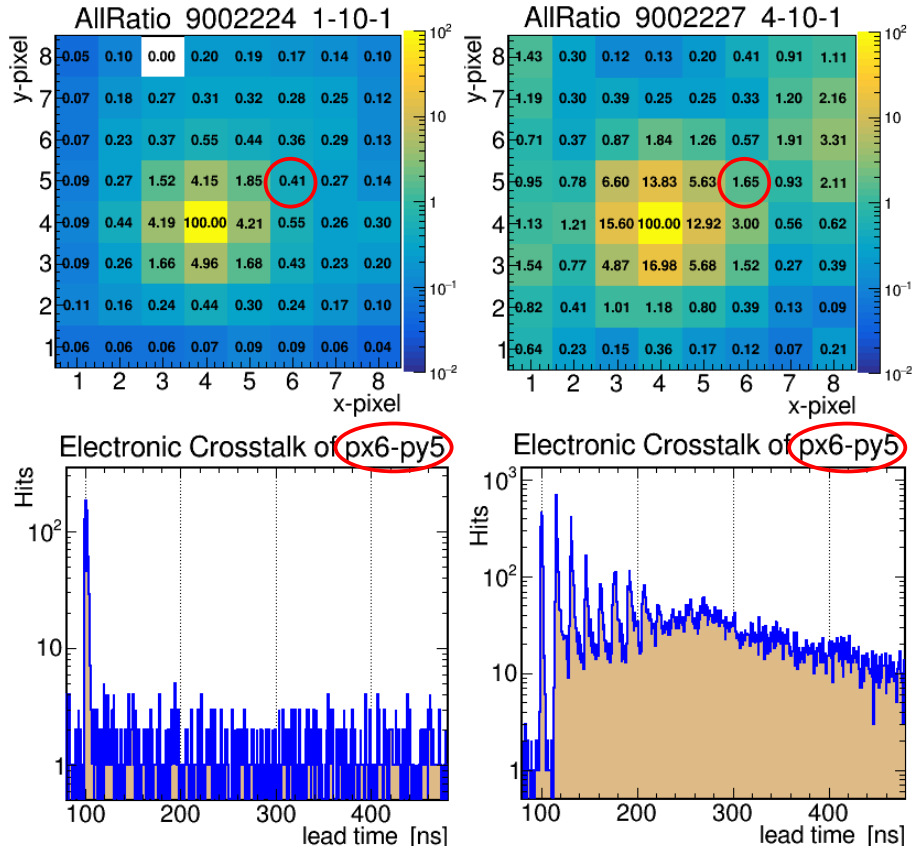 AllRatio 9002224 1-10-1
y-pixel
8 0.05 0.10 0.00 0.20 0.19 0.17 0.14 0.10
7 0.07 0.18 0.27 0.31 0.32 0.28 0.25 0.12
6 0.07 0.23 0.37 0.55 0.44 0.36 0.29 0.13
5 0.09 0.27 1.52 4.15 1.85 0.41 0.27 0.14
4 0.09 0.44 4.19 100.00 4.21 0.55 0.26 0.30
3 0.09 0.26 1.66 4.96 1.68 0.43 0.23 0.20
2 0.11 0.16 0.24 0.44 0.30 0.24 0.17 0.10
1 0.06 0.06 0.06 0.07 0.09 0.09 0.06 0.04
1 2 3 4 5 6 7 8
x-pixel
10²
10
1
10⁻¹
10⁻²
AllRatio 9002227 4-10-1
y-pixel
8 1.43 0.30 0.12 0.13 0.20 0.41 0.91 1.11
7 1.19 0.30 0.39 0.25 0.25 0.33 1.20 2.16
6 0.71 0.37 0.87 1.84 1.26 0.57 1.91 3.31
5 0.95 0.78 6.60 13.83 5.63 1.65 0.93 2.11
4 1.13 1.21 15.60 100.00 12.92 3.00 0.56 0.62
3 1.54 0.77 4.87 16.98 5.68 1.52 0.27 0.39
2 0.82 0.41 1.01 1.18 0.80 0.39 0.13 0.09
1 0.64 0.23 0.15 0.36 0.17 0.12 0.07 0.21
1 2 3 4 5 6 7 8
x-pixel
10²
10
1
10⁻¹
10⁻²
Electronic Crosstalk of px6-py5
Hits
10²
10
1
100 200 300 400
lead time [ns]
Electronic Crosstalk of px6-py5
Hits
10³
10²
10
1
100 200 300 400
lead time [ns]